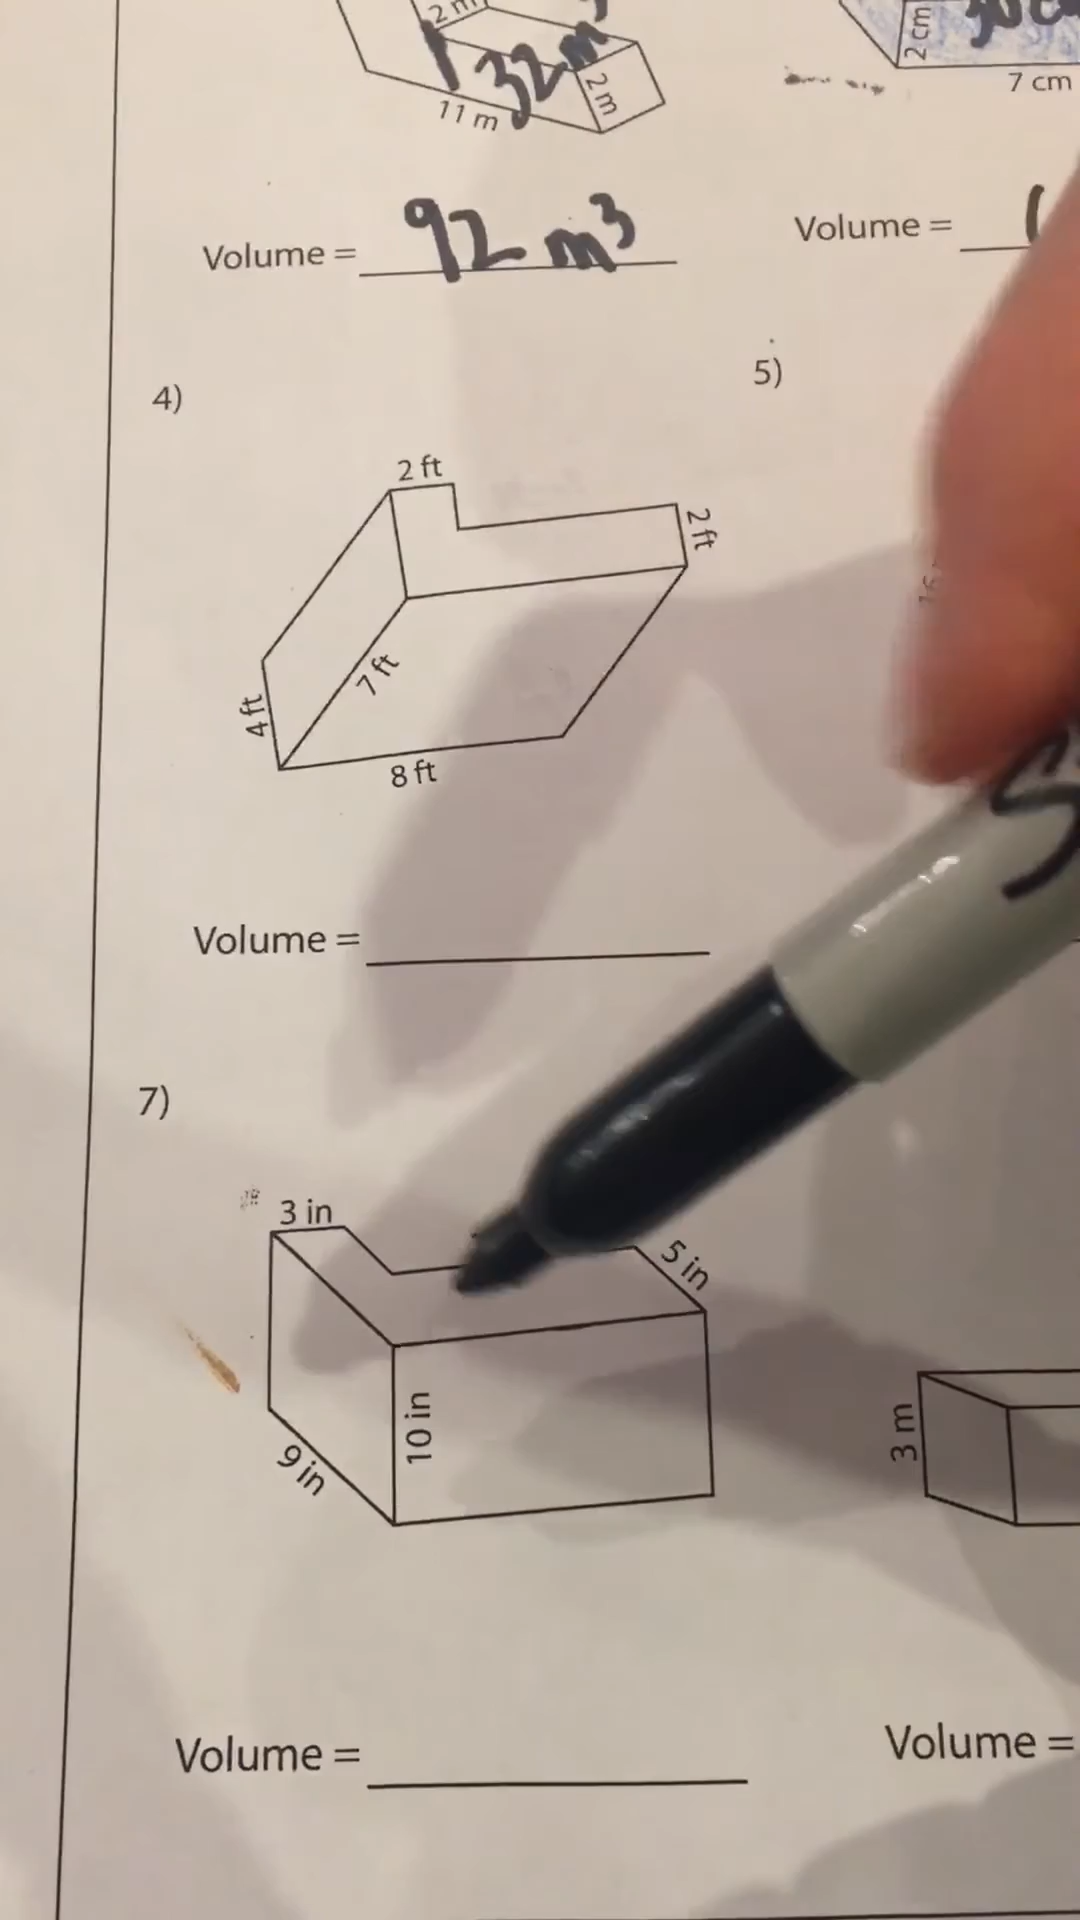 2 m
32m
2 m
11 m
2 cm
7 cm
Volume = 92 m³
Volume =
4)
5)
2 ft
2 ft
7 ft
4 ft
8 ft
Volume =
7)
3 in
5 in
10 in
9 in
3 m
Volume =
Volume =